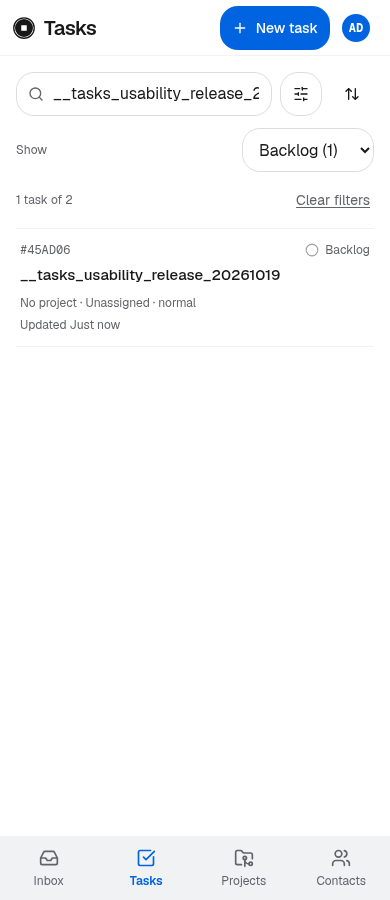 Tasks
+ New task
AD
__tasks_usability_release_2
Show
Backlog (1)
1 task of 2
Clear filters
#45AD06
Backlog
__tasks_usability_release_20261019
No project · Unassigned · normal
Updated Just now
Inbox
Tasks
Projects
Contacts